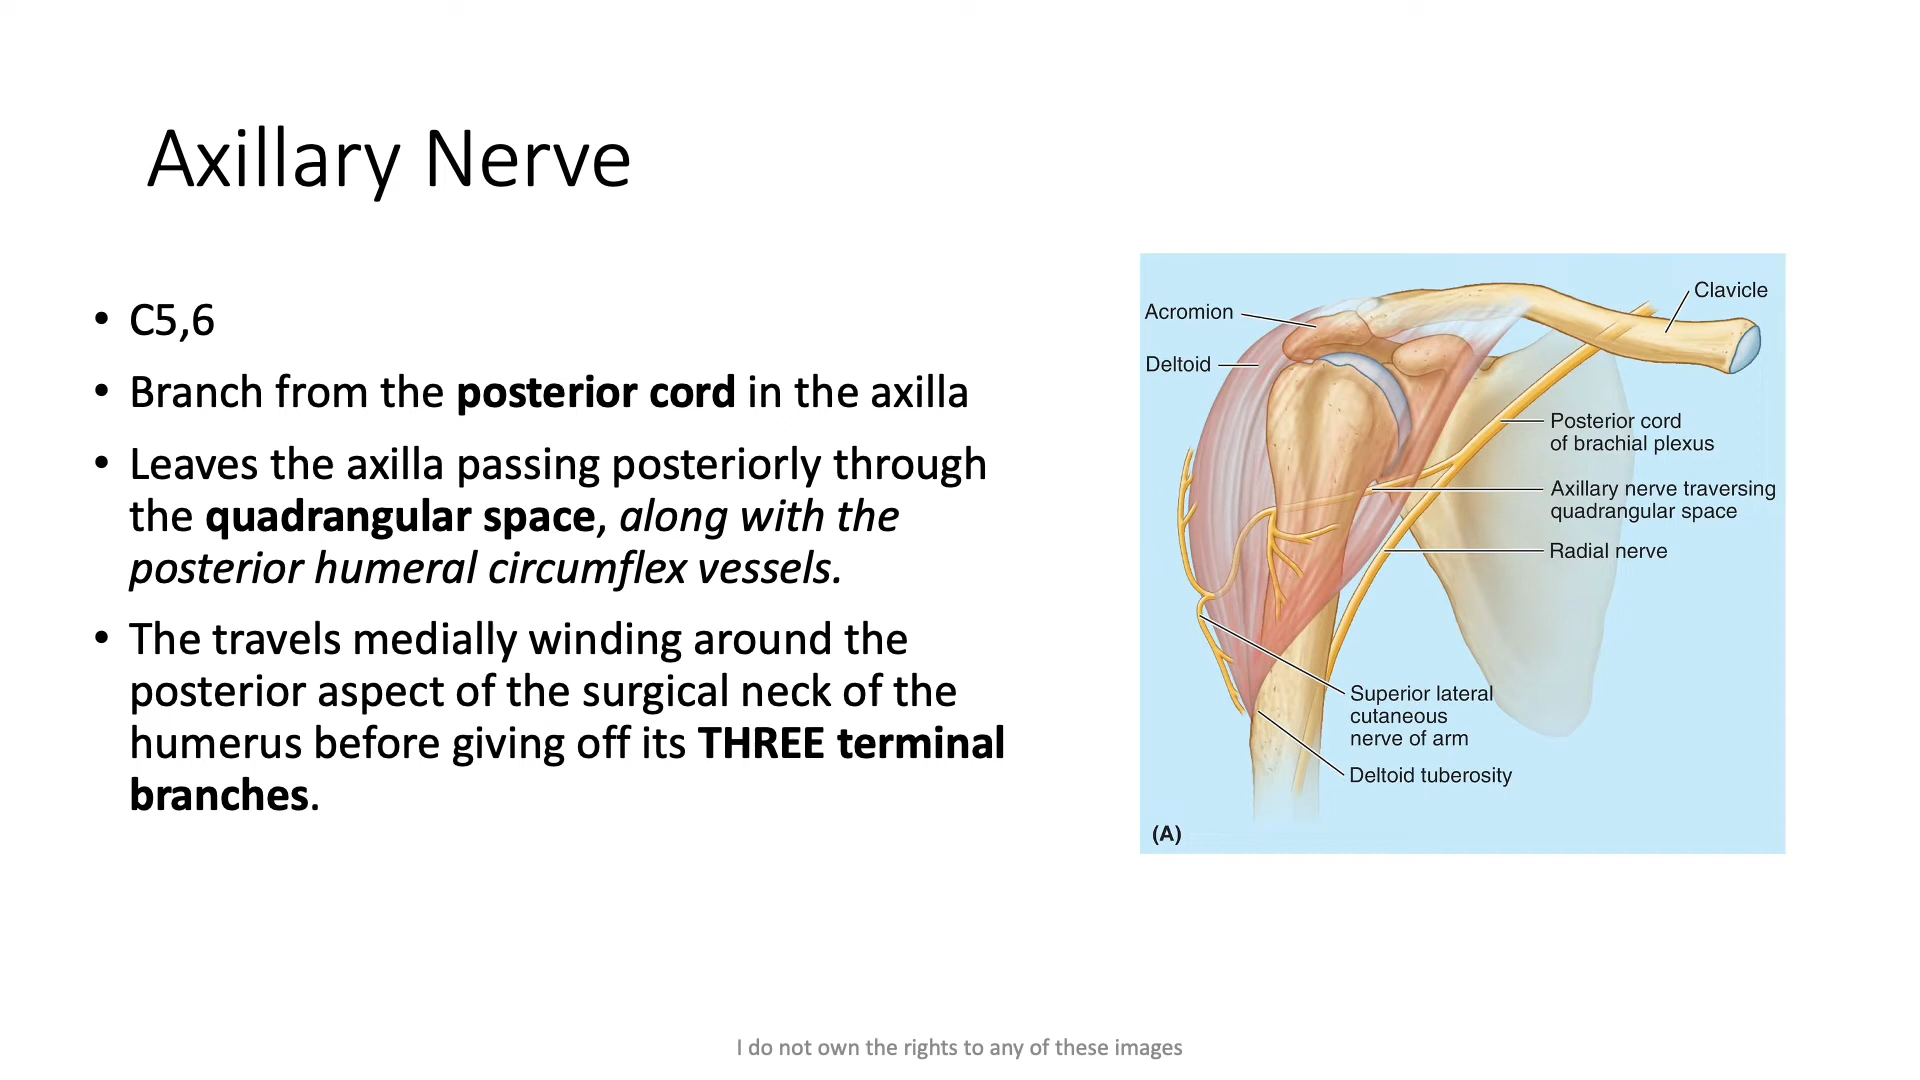 Axillary Nerve
• C5,6
• Branch from the posterior cord in the axilla
• Leaves the axilla passing posteriorly through
the quadrangular space, along with the
posterior humeral circumflex vessels.
• The travels medially winding around the
posterior aspect of the surgical neck of the
humerus before giving off its THREE terminal
branches.
Clavicle
Acromion
Deltoid
Posterior cord
of brachial plexus
Axillary nerve traversing
quadrangular space
Radial nerve
Superior lateral
cutaneous
nerve of arm
Deltoid tuberosity
(A)
I do not own the rights to any of these images